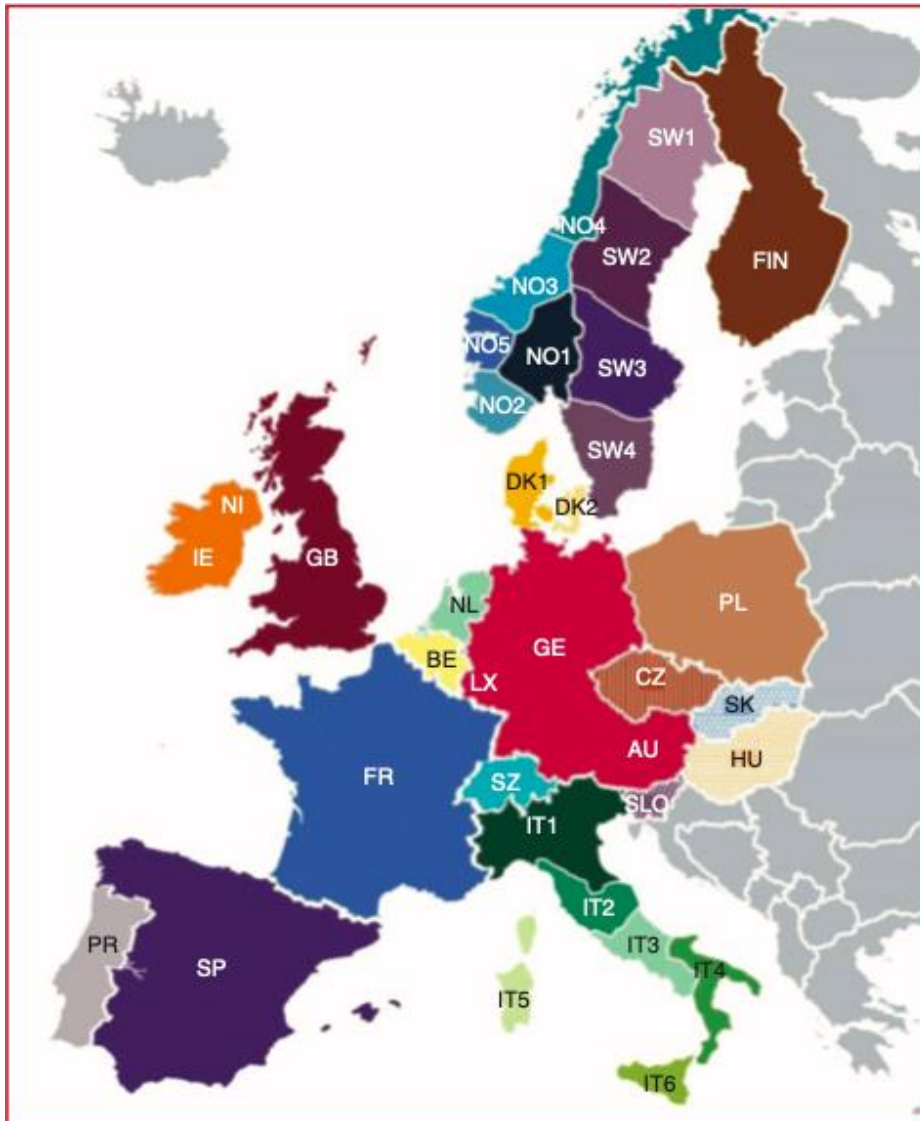 SW1
NO4
SW2
FIN
NO3
NO5
NO1
SW3
NO2
SW4
DK1
DK2
NI
IE
GB
NL
PL
GE
BE
CZ
LX
SK
AU
HU
FR
SZ
SLO
IT1
IT2
PR
IT3
SP
IT4
IT5
IT6